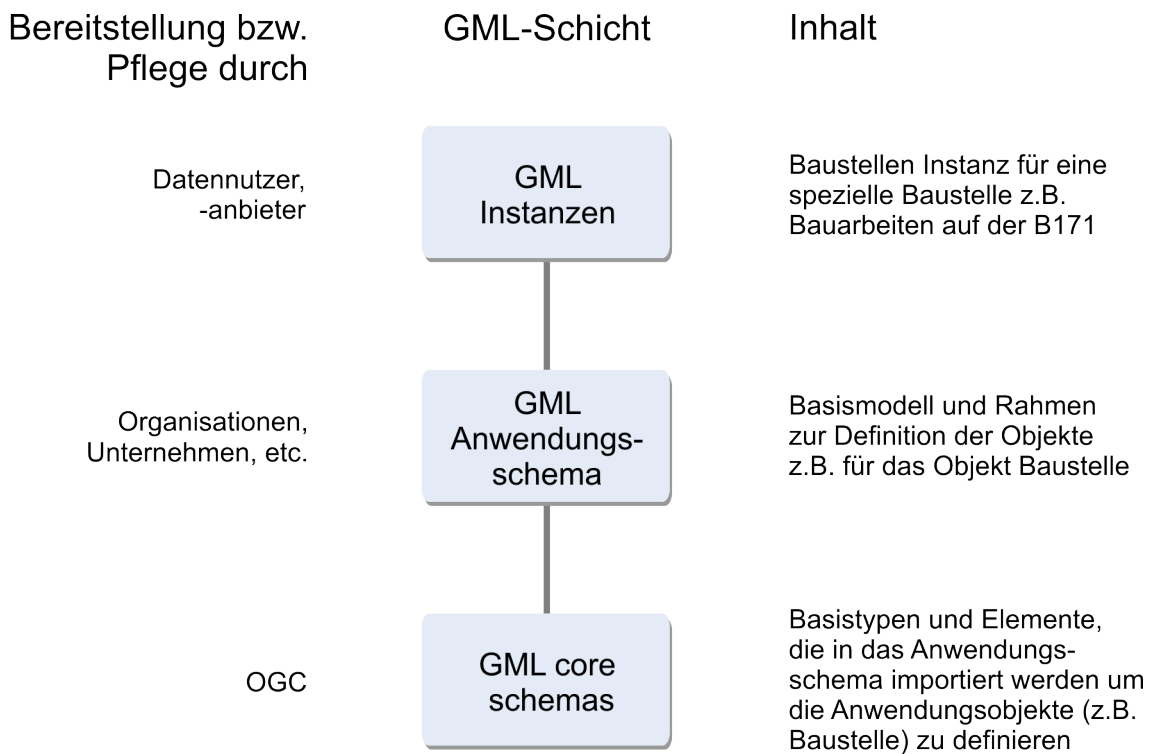 Bereitstellung bzw.
Pflege durch
GML-Schicht
Inhalt
Datennutzer,
-anbieter
GML
Instanzen
Baustellen Instanz für eine
spezielle Baustelle z.B.
Bauarbeiten auf der B171
Organisationen,
Unternehmen, etc.
GML
Anwendungs-
schema
Basismodell und Rahmen
zur Definition der Objekte
z.B. für das Objekt Baustelle
OGC
GML core
schemas
Basistypen und Elemente,
die in das Anwendungs-
schema importiert werden um
die Anwendungsobjekte (z.B.
Baustelle) zu definieren